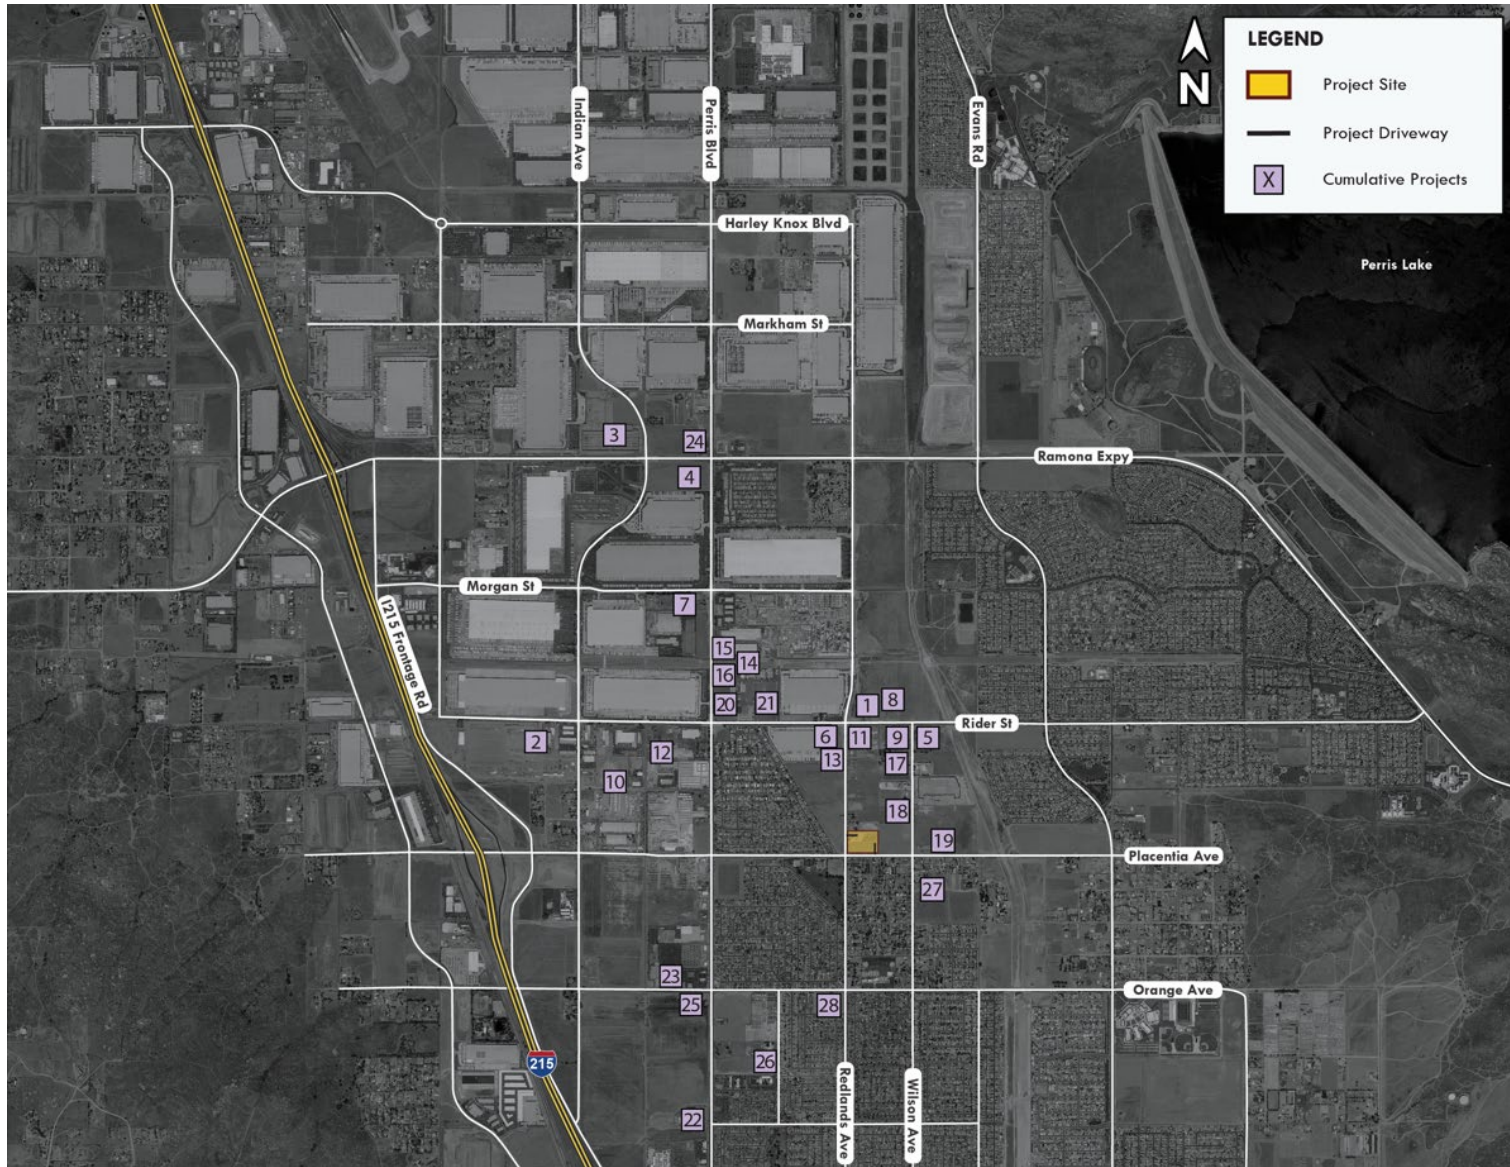 LEGEND
Project Site
Project Driveway
X
Cumulative Projects
N
Indian Ave
Perris Blvd
Evans Rd
Harley Knox Blvd
Perris Lake
Markham St
3
24
Ramona Expy
4
Morgan St
7
I215 Frontage Rd
15
14
16
20
21
1
8
Rider St
2
12
6
11
9
5
13
17
10
18
19
Placentia Ave
27
23
Orange Ave
25
28
215
26
Redlands Ave
Wilson Ave
22